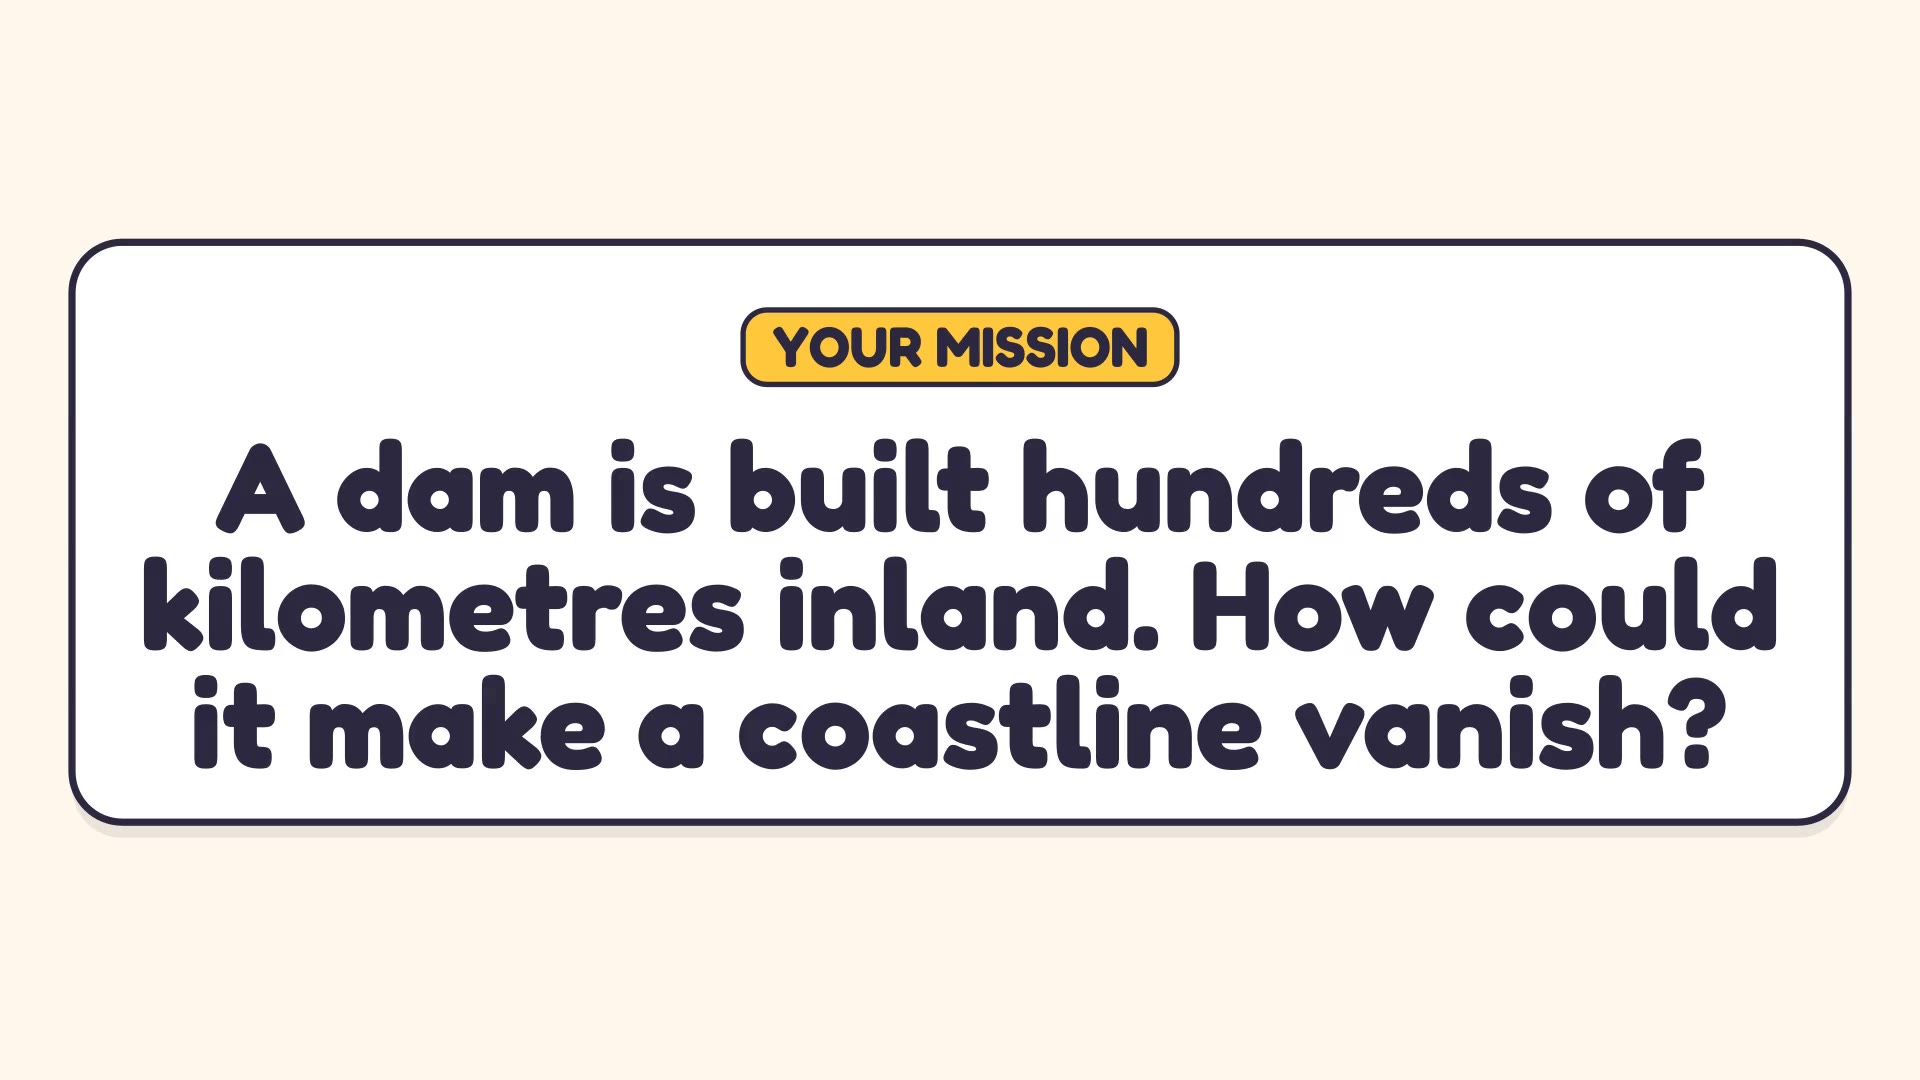 YOUR MISSION
A dam is built hundreds of
kilometres inland. How could
it make a coastline vanish?